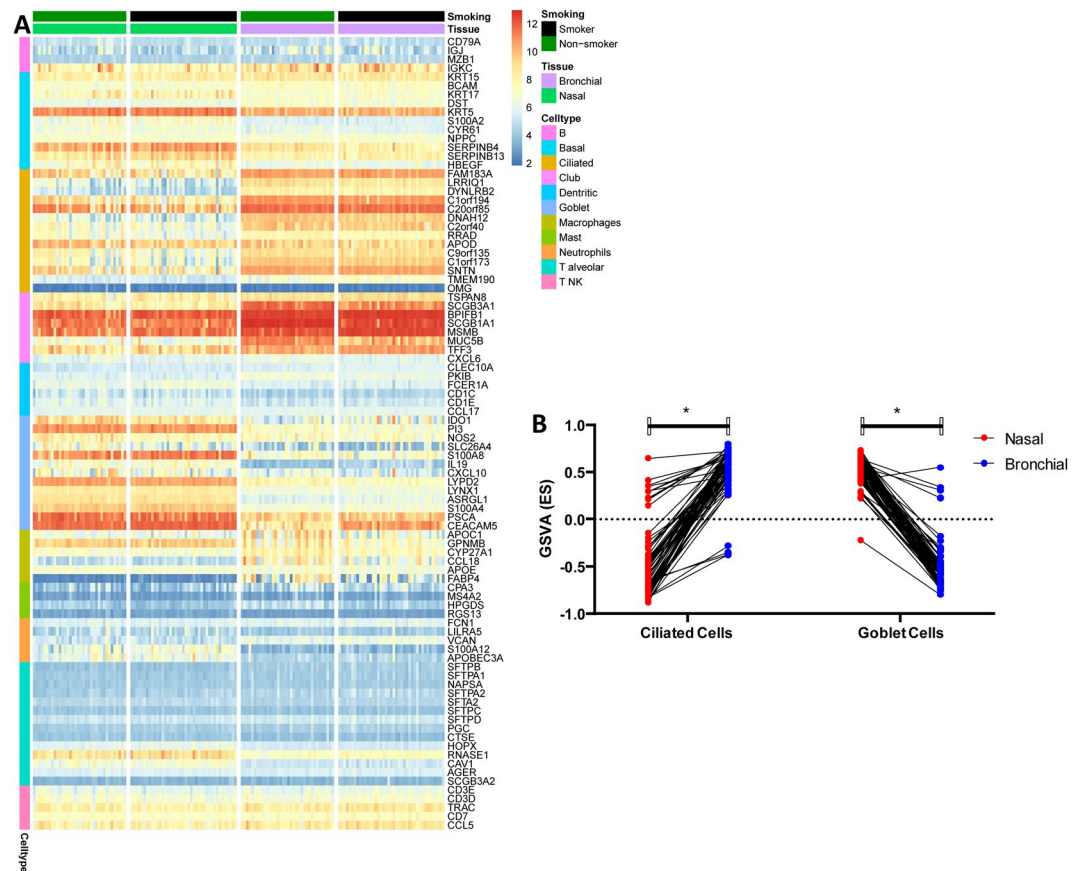 A
Smoking
Tissue
CD79A
IGJ
MZB1
IGKC
KRT15
BCAM
KRT17
DST
KRT5
S100A2
CYR61
NPPC
SERPINB4
SERPINB13
HBEGF
FAM183A
LRRIQ1
DYNLRB2
C1orf194
C20orf85
DNAH12
C2orf40
RRAD
APOD
C9orf135
C1orf173
SNTN
TMEM190
OMG
TSPAN8
SCGB3A1
BPIFB1
SCGB1A1
MSMB
MUC5B
TFF3
CXCL6
CLEC10A
PKIB
FCER1A
CD1C
CD1E
CCL17
IDO1
PI3
NOS2
SLC26A4
S100A8
IL19
CXCL10
LYPD2
LYNX1
ASRGL1
S100A4
PSCA
CEACAM5
APOC1
GPNMB
CYP27A1
CCL18
APOE
FABP4
CPA3
MS4A2
HPGDS
RGS13
FCN1
LILRA5
VCAN
S100A12
APOBEC3A
SFTPB
SFTPA1
NAPSA
SFTPA2
SFTA2
SFTPC
SFTPD
PGC
CTSE
HOPX
RNASE1
CAV1
AGER
SCGB3A2
CD3E
CD3D
TRAC
CD7
CCL5
Celltype
12
10
8
6
4
2
Smoking
Smoker
Non-smoker
Tissue
Bronchial
Nasal
Celltype
B
Basal
Ciliated
Club
Dentritic
Goblet
Macrophages
Mast
Neutrophils
T alveolar
T NK
B
GSVA (ES)
1.0
0.5
0.0
-0.5
-1.0
*
*
Ciliated Cells
Goblet Cells
Nasal
Bronchial